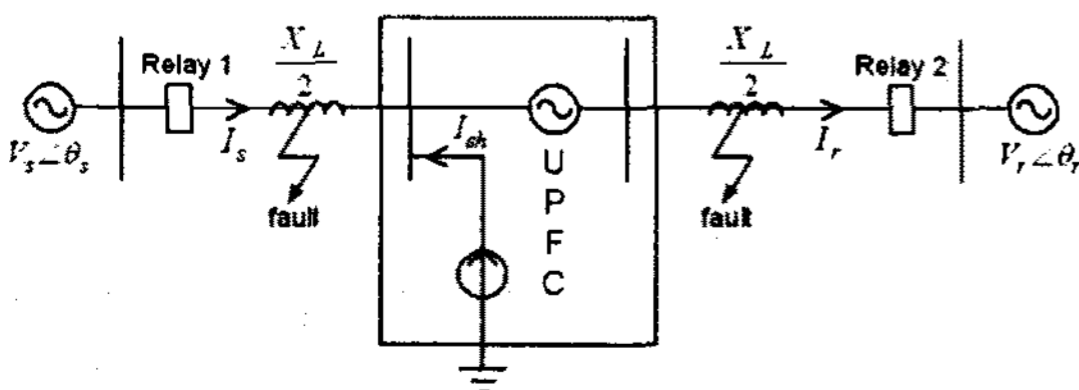 Relay 1
X_L
2
I_s
V_s∠θ_s
fault
I_sh
U
P
F
C
X_L
2
fault
I_r
Relay 2
V_r∠θ_r